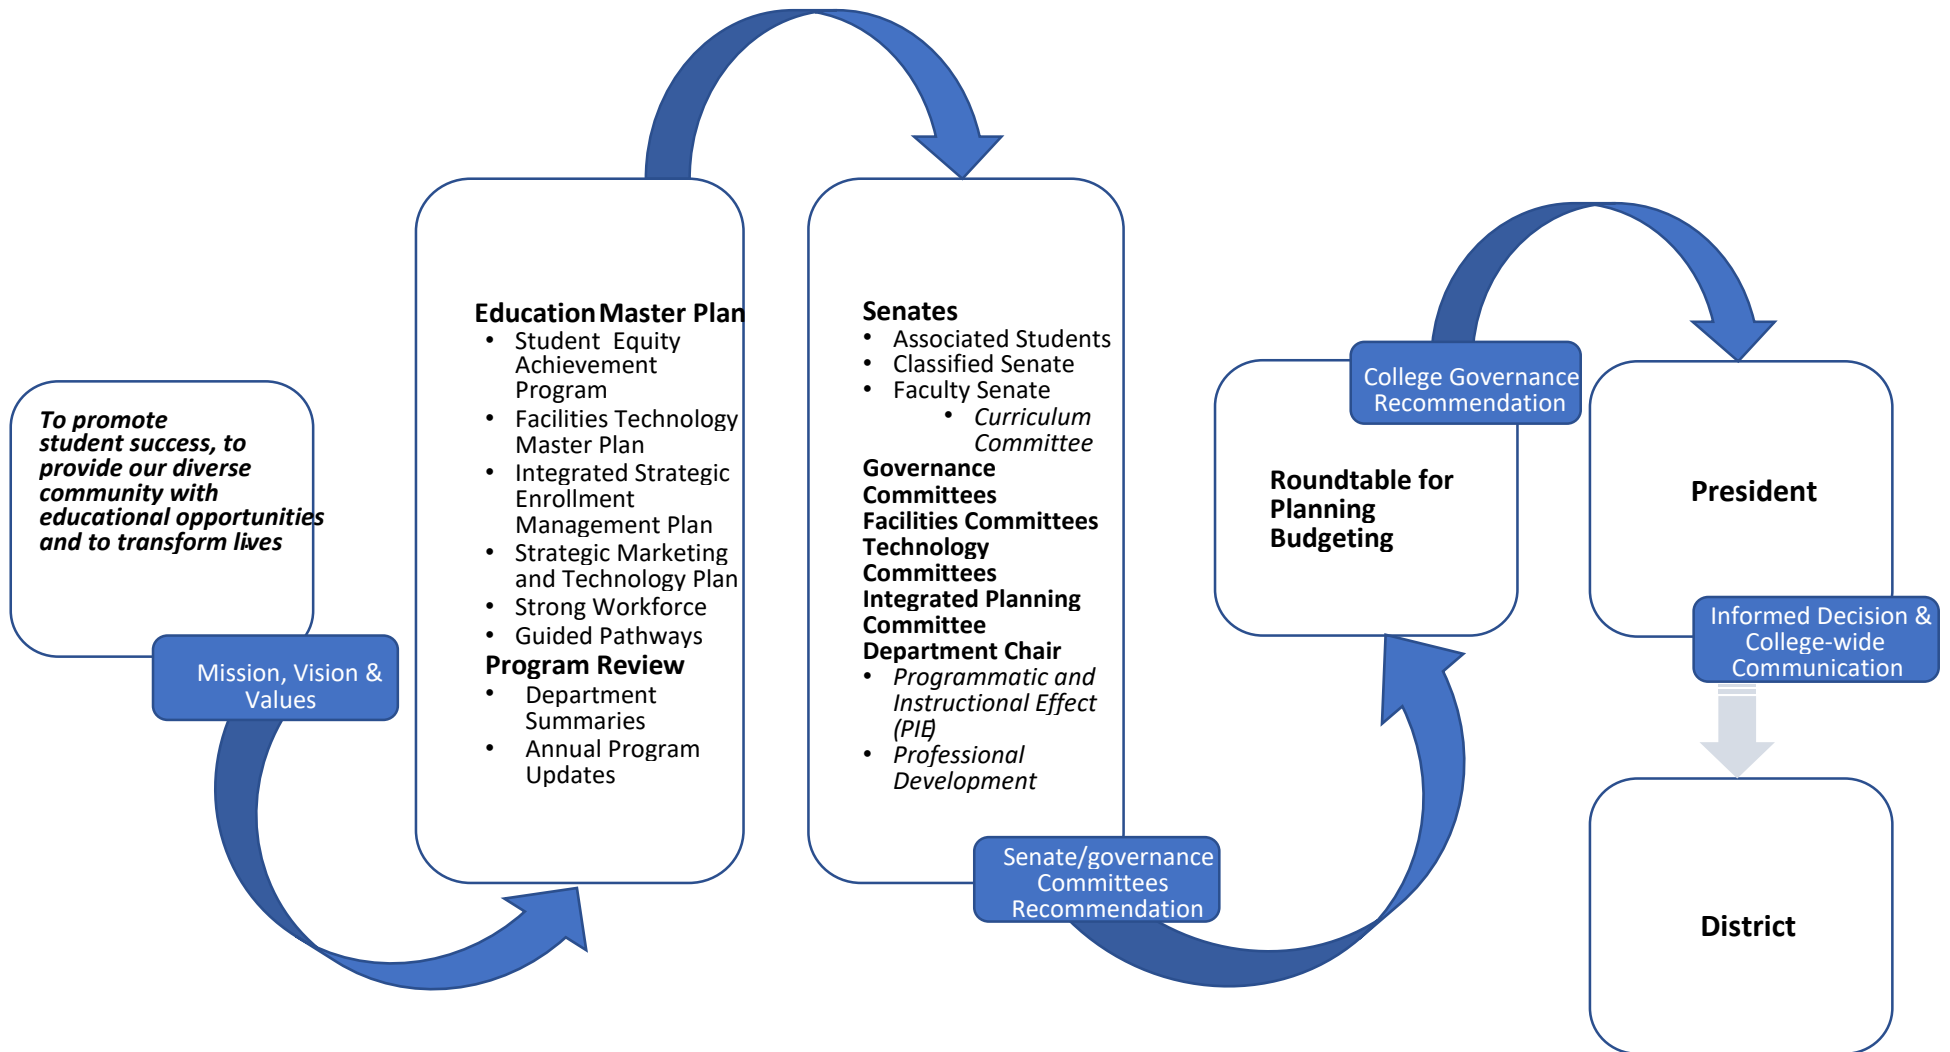 To promote
student success, to
provide our diverse
community with
educational opportunities
and to transform lives.
Mission, Vision &
Values
Education Master Plan
• Student Equity
Achievement
Program
• Facilities Technology
Master Plan
• Integrated Strategic
Enrollment
Management Plan
• Strategic Marketing
and Technology Plan
• Strong Workforce
• Guided Pathways
Program Review
• Department
Summaries
• Annual Program
Updates
Senates
• Associated Students
• Classified Senate
• Faculty Senate
• Curriculum
Committee
Governance
Committees
Facilities Committees
Technology
Committees
Integrated Planning
Committee
Department Chair
• Programmatic and
Instructional Effect
(PIE)
• Professional
Development
Senate/governance
Committees
Recommendation
Roundtable for
Planning
Budgeting
College Governance
Recommendation
President
Informed Decision &
College-wide
Communication
District